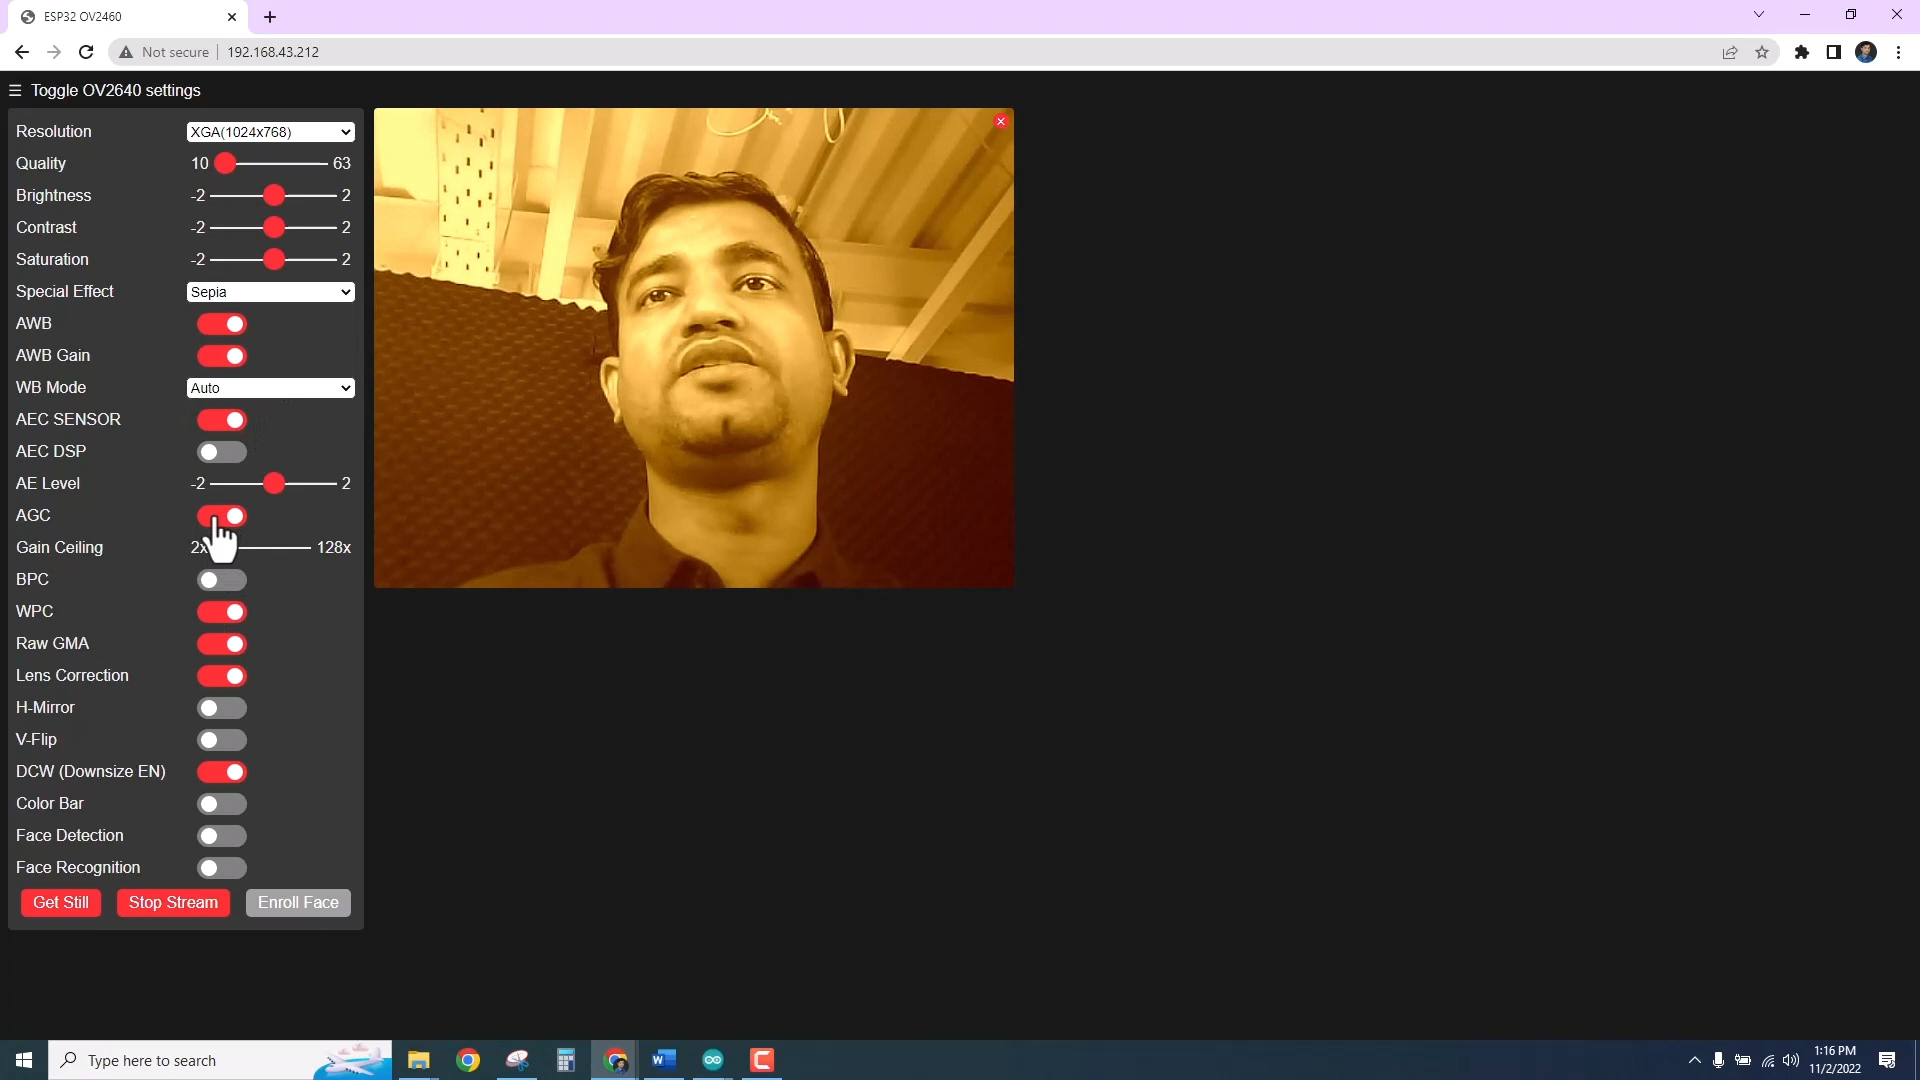 ESP32 OV2460
Not secure 192.168.43.212
☰ Toggle OV2640 settings
Resolution XGA(1024x768)
Quality 10 63
Brightness -2 2
Contrast -2 2
Saturation -2 2
Special Effect Sepia
AWB
AWB Gain
WB Mode Auto
AEC SENSOR
AEC DSP
AE Level -2 2
AGC
Gain Ceiling 2x 128x
BPC
WPC
Raw GMA
Lens Correction
H-Mirror
V-Flip
DCW (Downsize EN)
Color Bar
Face Detection
Face Recognition
Get Still Stop Stream Enroll Face
Type here to search
1:16 PM
11/2/2022